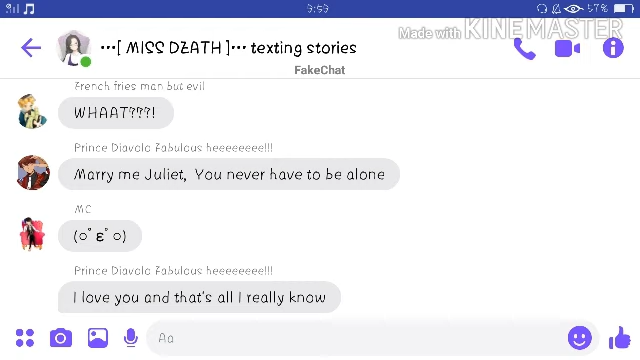 9:59
57%
Made with KINEMASTER
...[ MISS DZATH ]... texting stories
FakeChat
French fries man but evil
WHAAT???!
Prince Diavolo Fabulous heeeeeeee!!!
Marry me Juliet, You never have to be alone
MC
(o˚ ε˚ o)
Prince Diavolo Fabulous heeeeeeee!!!
I love you and that's all I really know
Aa